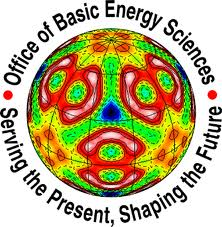 Office of Basic Energy Sciences
Serving the Present, Shaping the Future